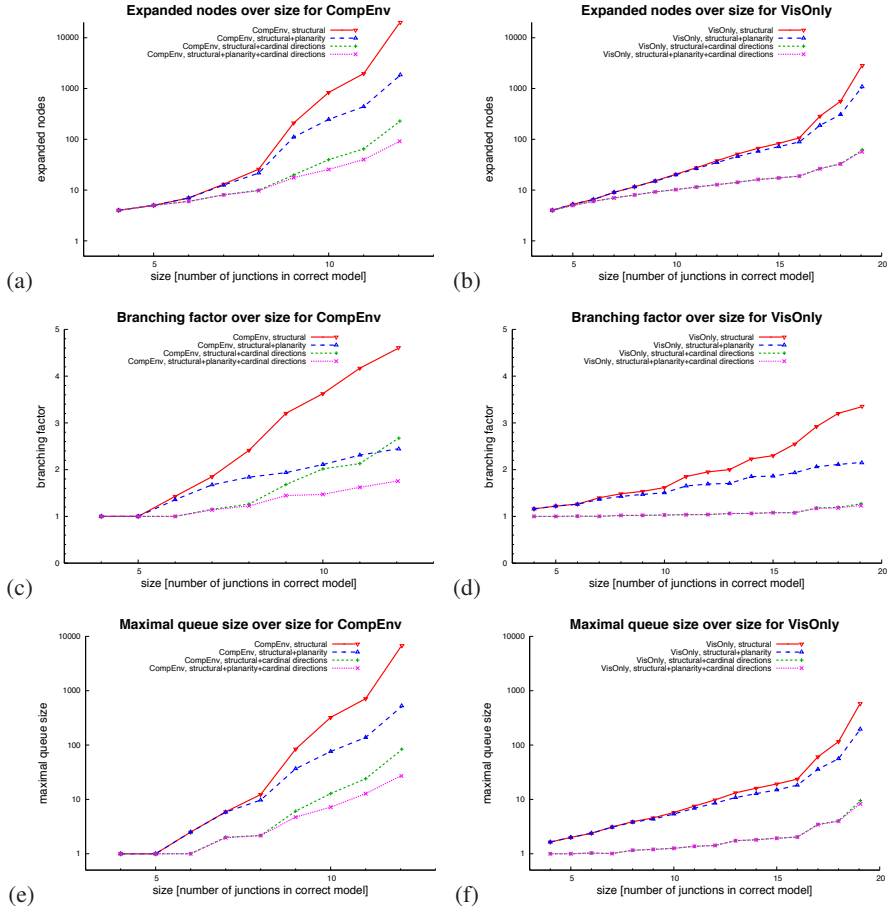 Expanded nodes over size for CompEnv
CompEnv, structural
CompEnv, structural+planarity
CompEnv, structural+cardinal directions
CompEnv, structural+planarity+cardinal directions
10000
1000
100
10
1
expanded nodes
5
10
size [number of junctions in correct model]
(a)
Expanded nodes over size for VisOnly
VisOnly, structural
VisOnly, structural+planarity
VisOnly, structural+cardinal directions
VisOnly, structural+planarity+cardinal directions
10000
1000
100
10
1
expanded nodes
5
10
15
20
size [number of junctions in correct model]
(b)
Branching factor over size for CompEnv
CompEnv, structural
CompEnv, structural+planarity
CompEnv, structural+cardinal directions
CompEnv, structural+planarity+cardinal directions
5
4
3
2
1
0
branching factor
5
10
size [number of junctions in correct model]
(c)
Branching factor over size for VisOnly
VisOnly, structural
VisOnly, structural+planarity
VisOnly, structural+cardinal directions
VisOnly, structural+planarity+cardinal directions
5
4
3
2
1
0
branching factor
5
10
15
20
size [number of junctions in correct model]
(d)
Maximal queue size over size for CompEnv
CompEnv, structural
CompEnv, structural+planarity
CompEnv, structural+cardinal directions
CompEnv, structural+planarity+cardinal directions
10000
1000
100
10
1
maximal queue size
5
10
size [number of junctions in correct model]
(e)
Maximal queue size over size for VisOnly
VisOnly, structural
VisOnly, structural+planarity
VisOnly, structural+cardinal directions
VisOnly, structural+planarity+cardinal directions
10000
1000
100
10
1
maximal queue size
5
10
15
20
size [number of junctions in correct model]
(f)